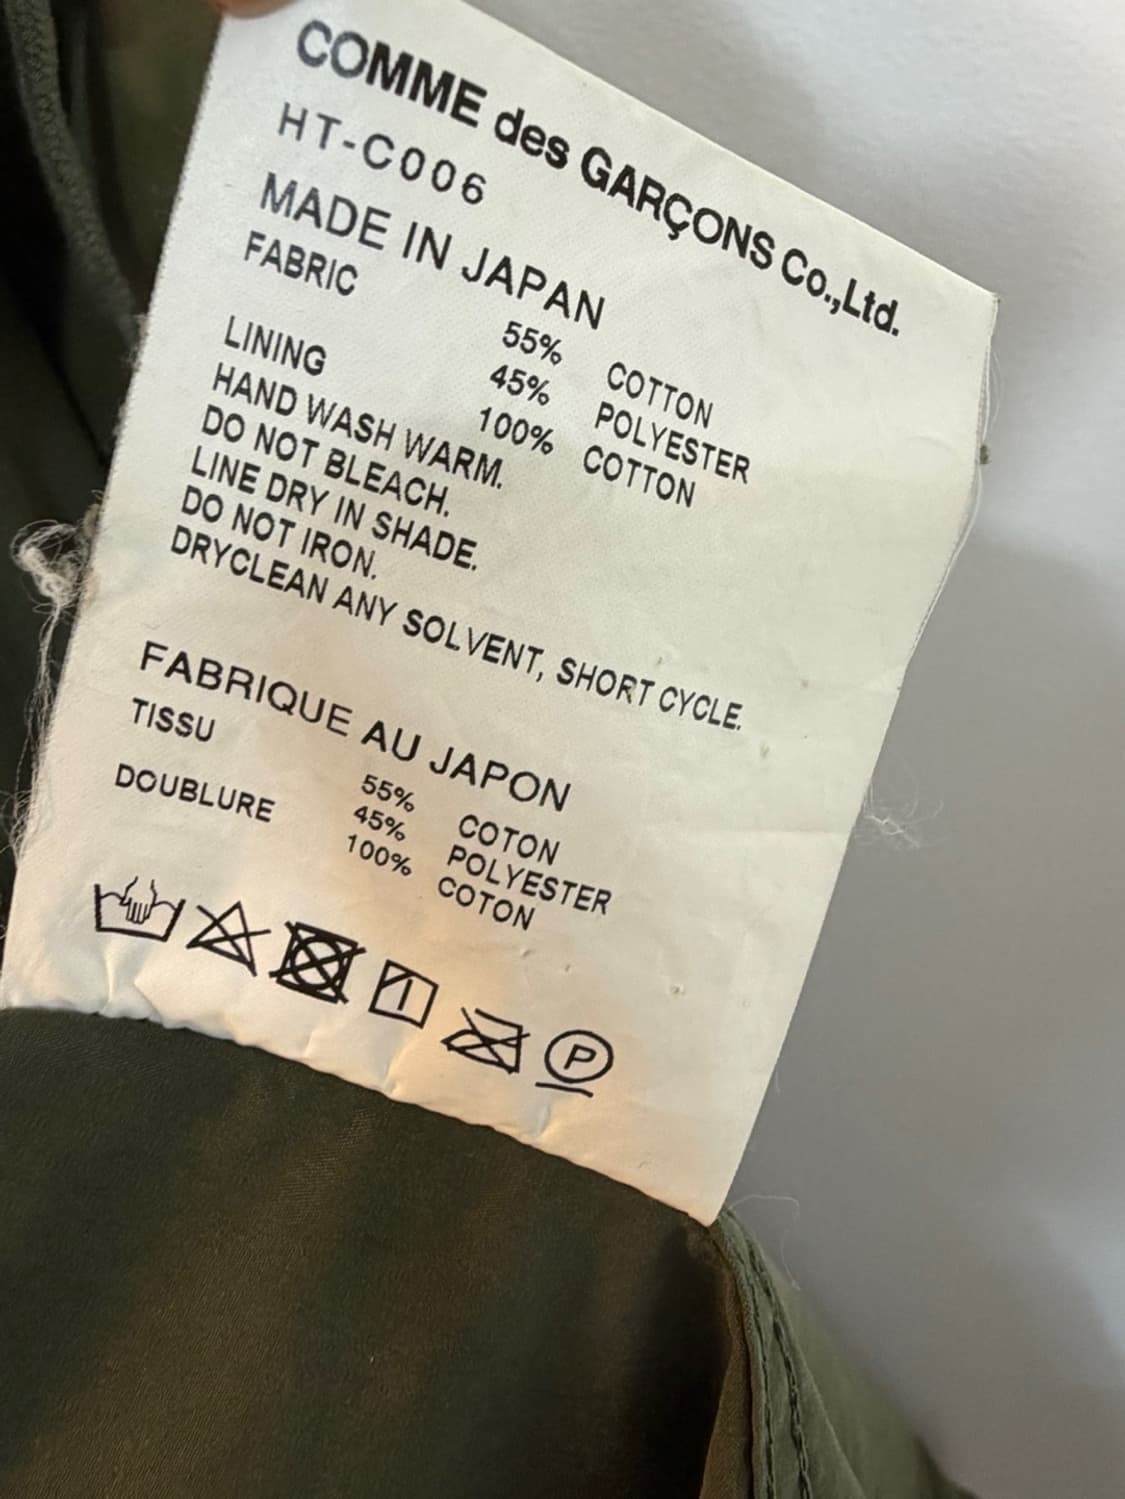 COMME des GARÇONS Co.,Ltd.
HT-C006
MADE IN JAPAN
FABRIC
55% COTTON
45% POLYESTER
LINING 100% COTTON
HAND WASH WARM.
DO NOT BLEACH.
LINE DRY IN SHADE.
DO NOT IRON.
DRYCLEAN ANY SOLVENT, SHORT CYCLE.
FABRIQUE AU JAPON
TISSU
55% COTON
45% POLYESTER
DOUBLURE 100% COTON
P